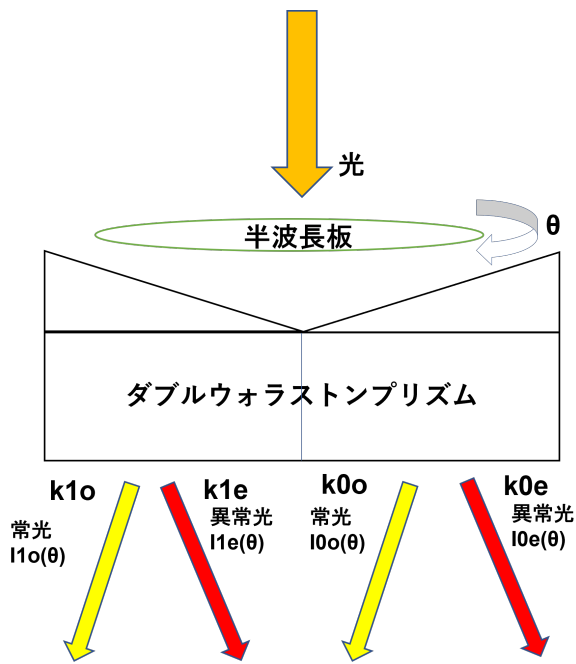 光
半波長板
θ
ダブルウォラストンプリズム
k1o
常光
I1o(θ)
k1e
異常光
I1e(θ)
k0o
常光
I0o(θ)
k0e
異常光
I0e(θ)